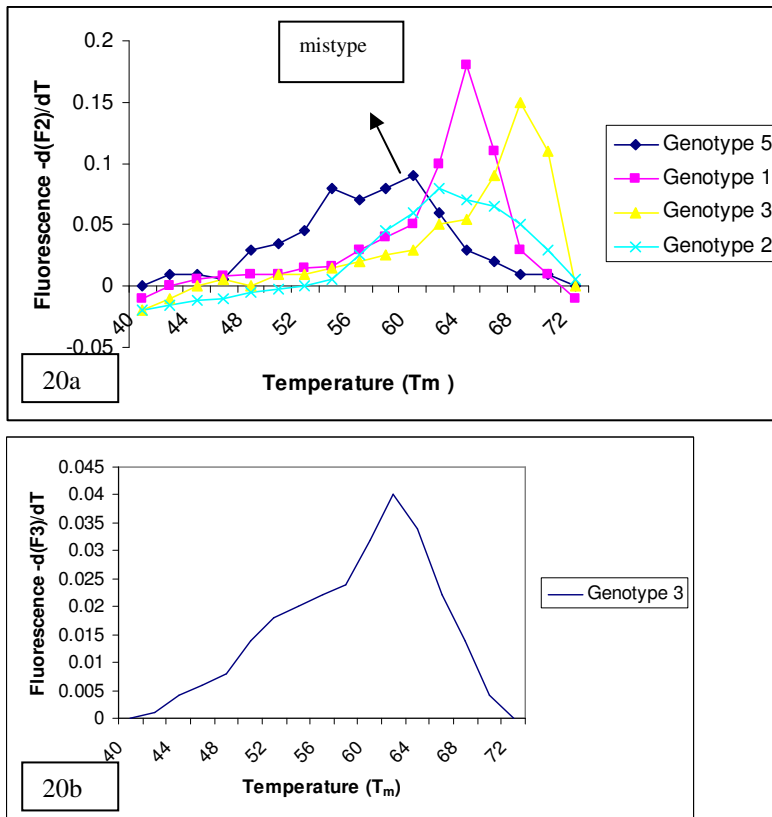 0.2
0.15
0.1
0.05
0
-0.05
Fluorescence -d(F2)/dT
mistype
40 44 48 52 56 60 64 68 72
Temperature (Tm )
20a
Genotype 5
Genotype 1
Genotype 3
Genotype 2
0.045
0.04
0.035
0.03
0.025
0.02
0.015
0.01
0.005
0
Fluorescence -d(F3)/dT
40 44 48 52 56 60 64 68 72
Temperature (Tm)
20b
Genotype 3